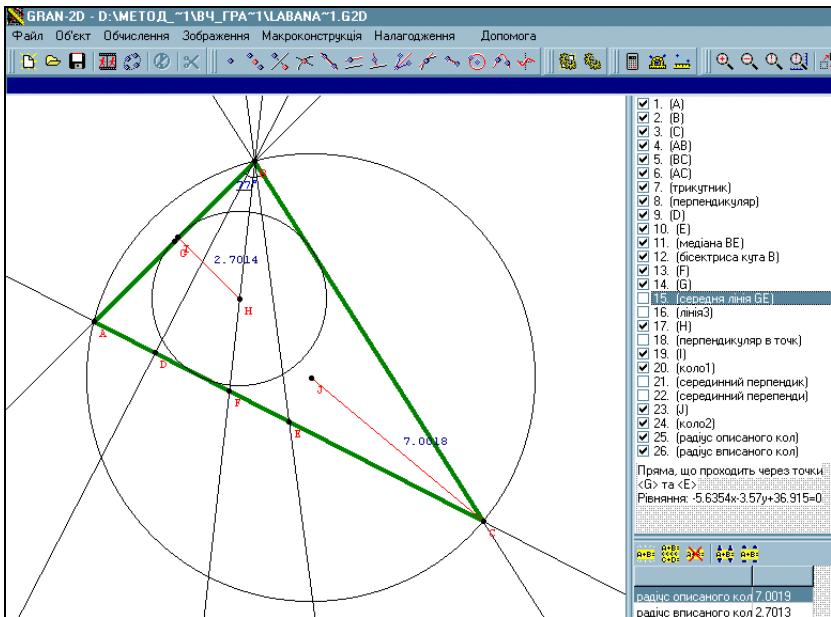 GRAN-2D - D:\МЕТОД_~1\ВЧ_ГРА~1\LABANA~1.G2D
Файл Об'єкт Обчислення Зображення Макроконструкція Налагодження Допомога
B
77°
G
I
2.7014
H
A
D
F
J
E
7.0018
C
1. (A)
2. (B)
3. (C)
4. (AB)
5. (BC)
6. (AC)
7. (трикутник)
8. (перпендикуляр)
9. (D)
10. (E)
11. (медіана BE)
12. (бісектриса кута B)
13. (F)
14. (G)
15. (середня лінія GE)
16. (лінія3)
17. (H)
18. (перпендикуляр в точк)
19. (I)
20. (коло1)
21. (серединний перпендик)
22. (серединний перепенди)
23. (J)
24. (коло2)
25. (радіус описаного кол)
26. (радіус вписаного кол)
Пряма, що проходить через точки
<G> та <E>
Рівняння: -5.6354x-3.57y+36.915=0
радіус описаного кол 7.0019
радіус вписаного кол 2.7013